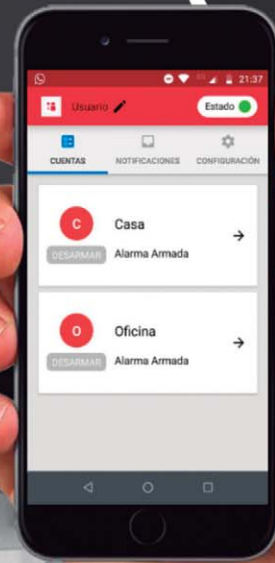 21:37
Usuario
Estado
CUENTAS NOTIFICACIONES CONFIGURACIÓN
C Casa
DESARMAR Alarma Armada
O Oficina
DESARMAR Alarma Armada